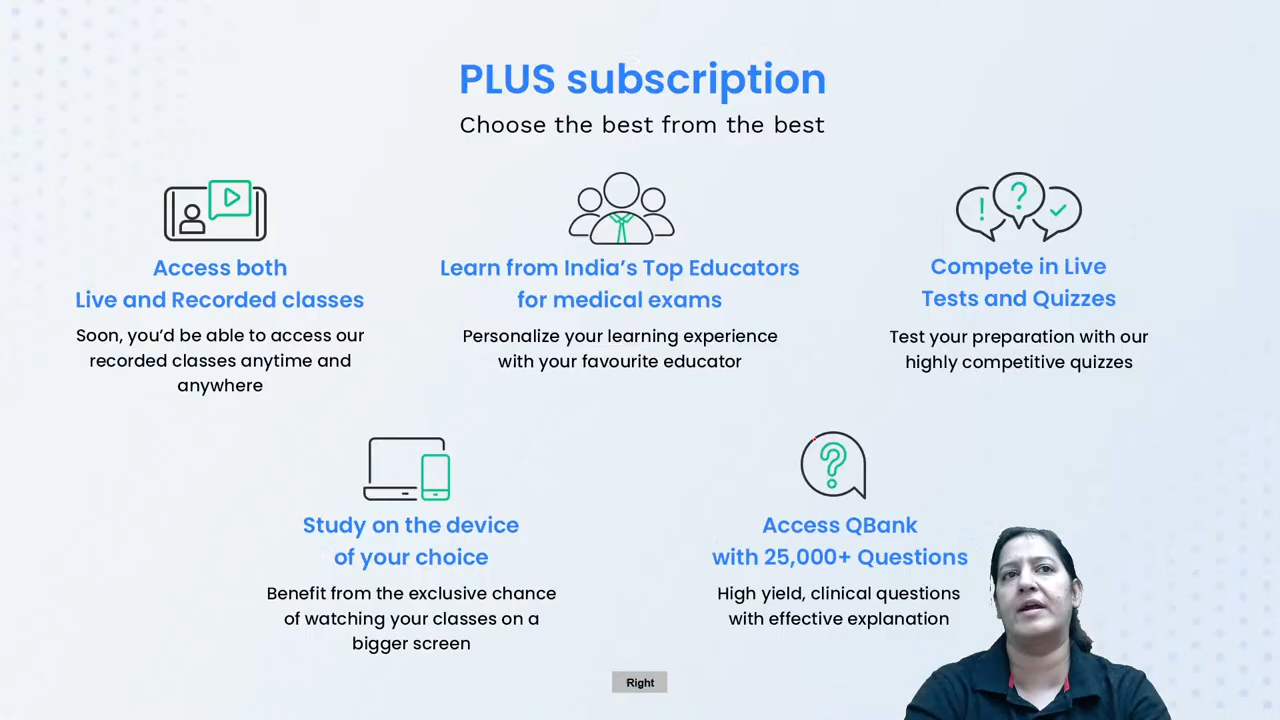 PLUS subscription
Choose the best from the best
Access both
Live and Recorded classes
Soon, you'd be able to access our
recorded classes anytime and
anywhere
Learn from India's Top Educators
for medical exams
Personalize your learning experience
with your favourite educator
Compete in Live
Tests and Quizzes
Test your preparation with our
highly competitive quizzes
Study on the device
of your choice
Benefit from the exclusive chance
of watching your classes on a
bigger screen
Access QBank
with 25,000+ Questions
High yield, clinical questions
with effective explanation
Right